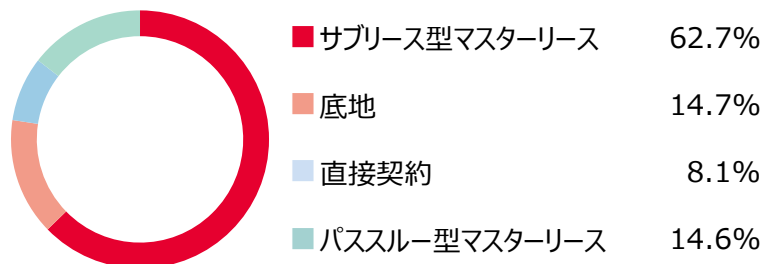 サブリース型マスターリース 62.7%
底地 14.7%
直接契約 8.1%
パススルー型マスターリース 14.6%